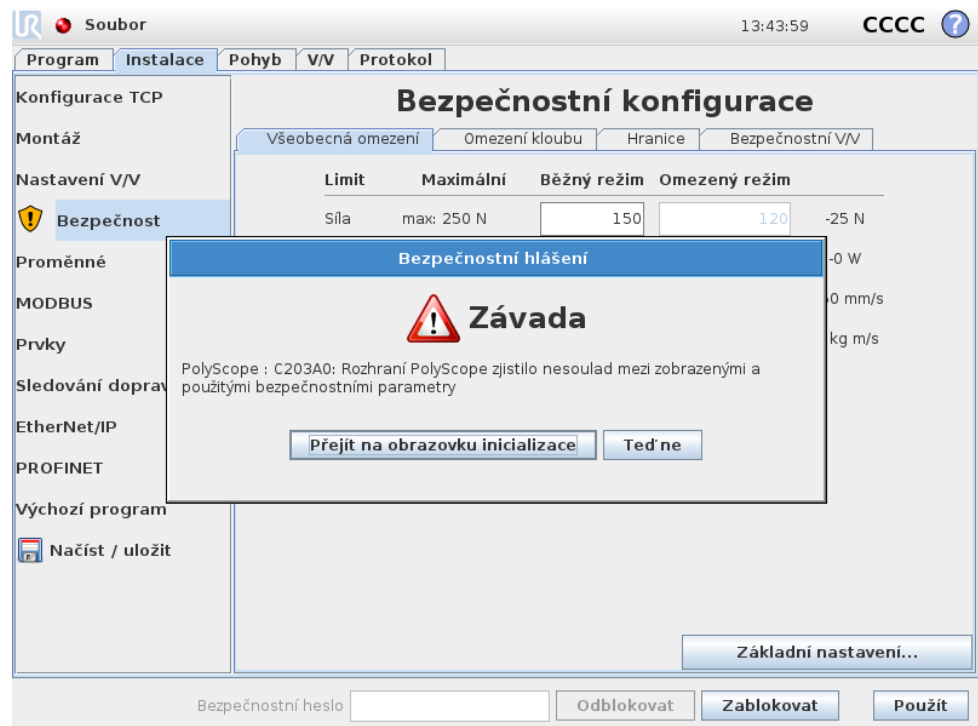 UR Soubor 13:43:59 CCCC ?
Program Instalace Pohyb V/V Protokol
Konfigurace TCP
Montáž
Nastavení V/V
Bezpečnost
Proměnné
MODBUS
Prvky
Sledování doprav
EtherNet/IP
PROFINET
Výchozí program
Načíst / uložit
Bezpečnostní konfigurace
Všeobecná omezení Omezení kloubu Hranice Bezpečnostní V/V
Limit Maximální Běžný režim Omezený režim
Síla max: 250 N 150 120 -25 N
-0 W
0 mm/s
kg m/s
Bezpečnostní hlášení
Závada
PolyScope : C203A0: Rozhraní PolyScope zjistilo nesoulad mezi zobrazenými a
použitými bezpečnostními parametry
Přejít na obrazovku inicializace Teď ne
Základní nastavení...
Bezpečnostní heslo Odblokovat Zablokovat Použít